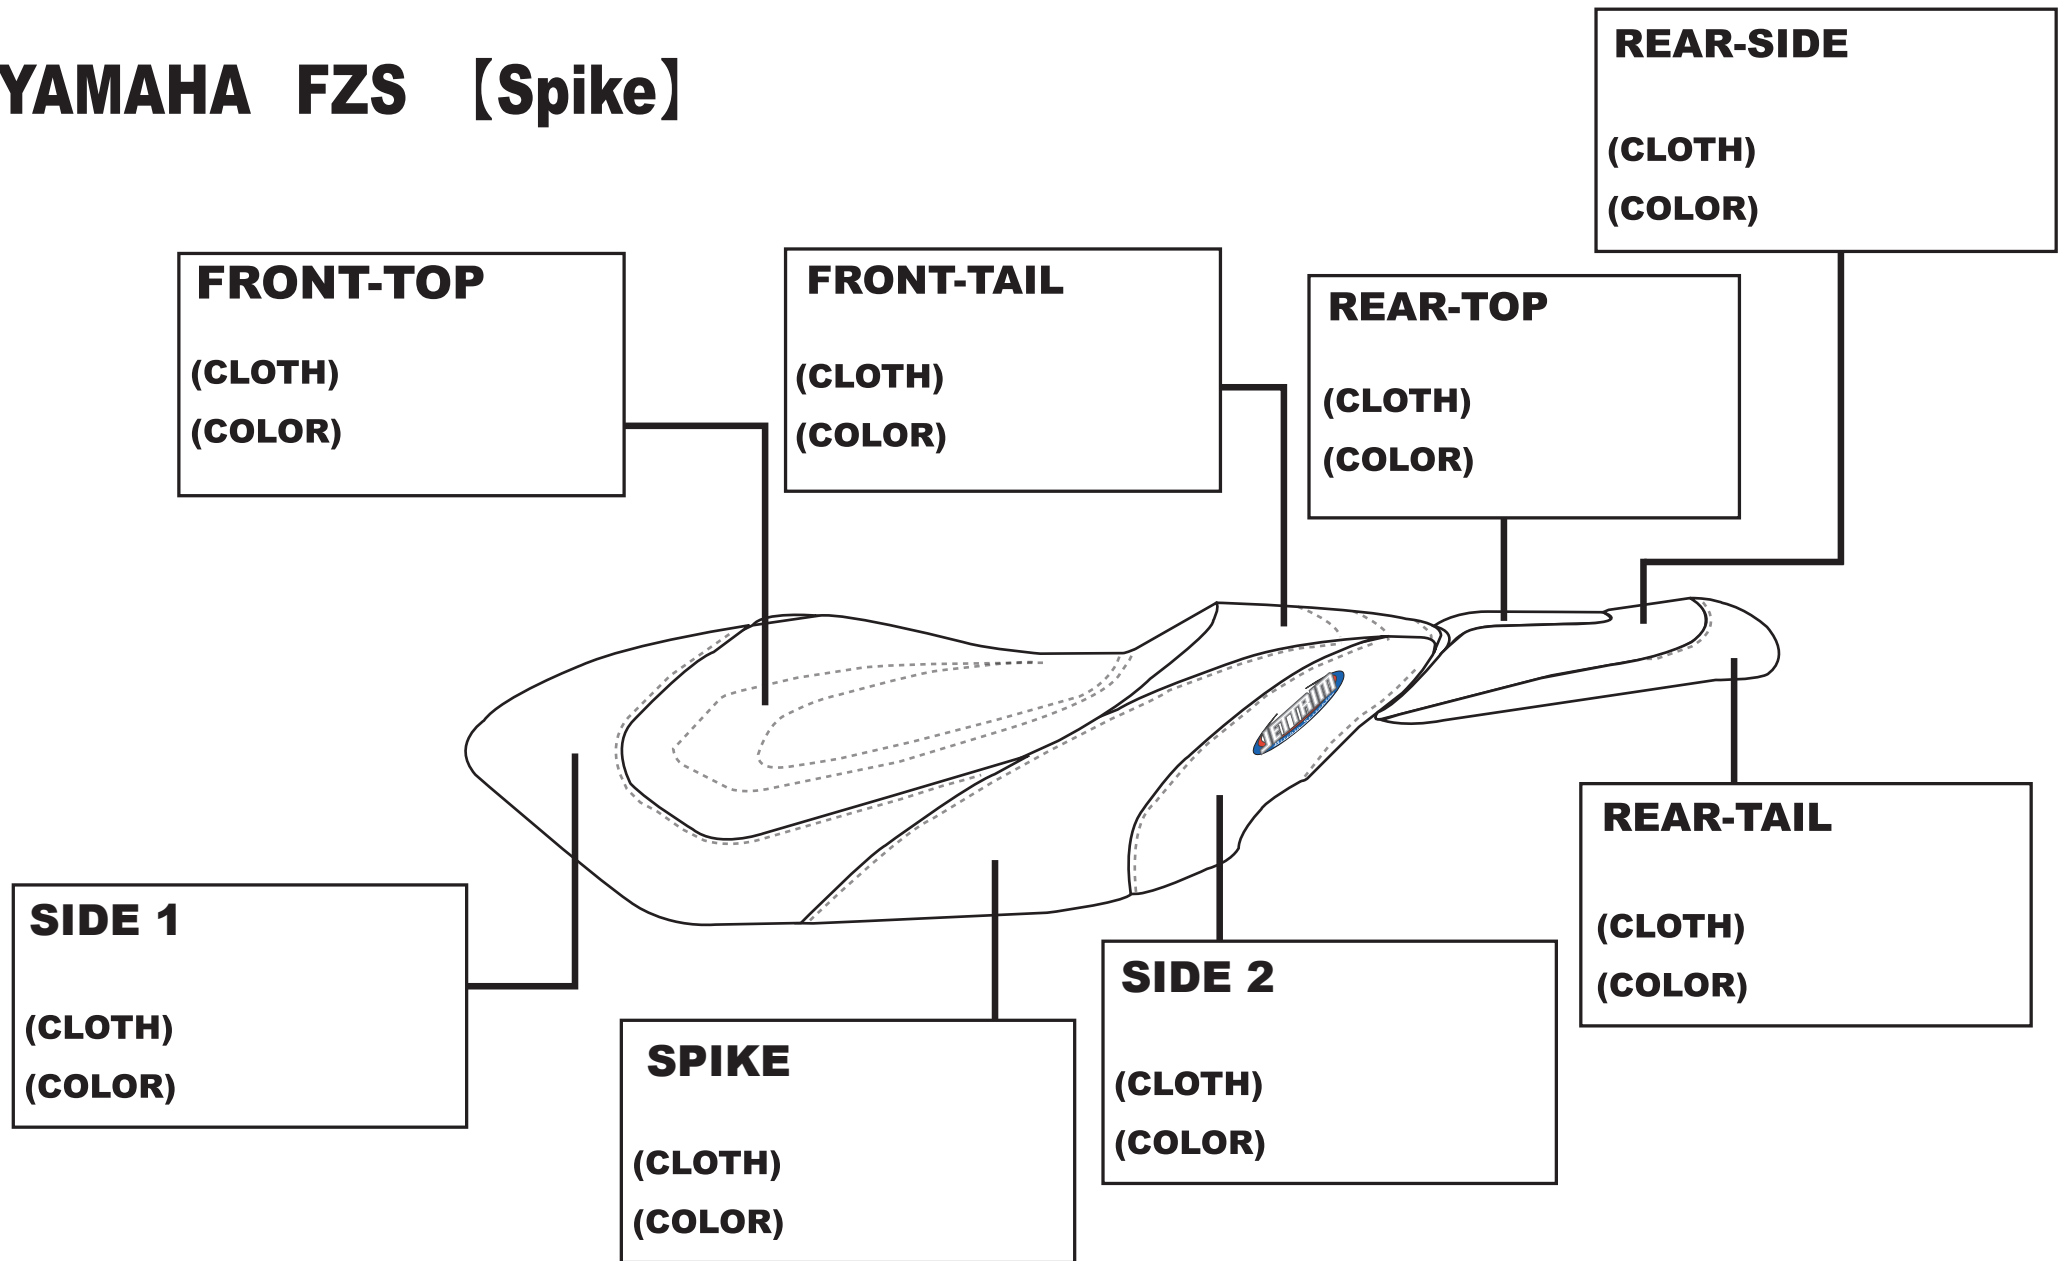 YAMAHA FZS 【Spike】
REAR-SIDE
(CLOTH)
(COLOR)
FRONT-TOP
(CLOTH)
(COLOR)
FRONT-TAIL
(CLOTH)
(COLOR)
REAR-TOP
(CLOTH)
(COLOR)
JETTRIM
REAR-TAIL
(CLOTH)
(COLOR)
SIDE 1
(CLOTH)
(COLOR)
SPIKE
(CLOTH)
(COLOR)
SIDE 2
(CLOTH)
(COLOR)